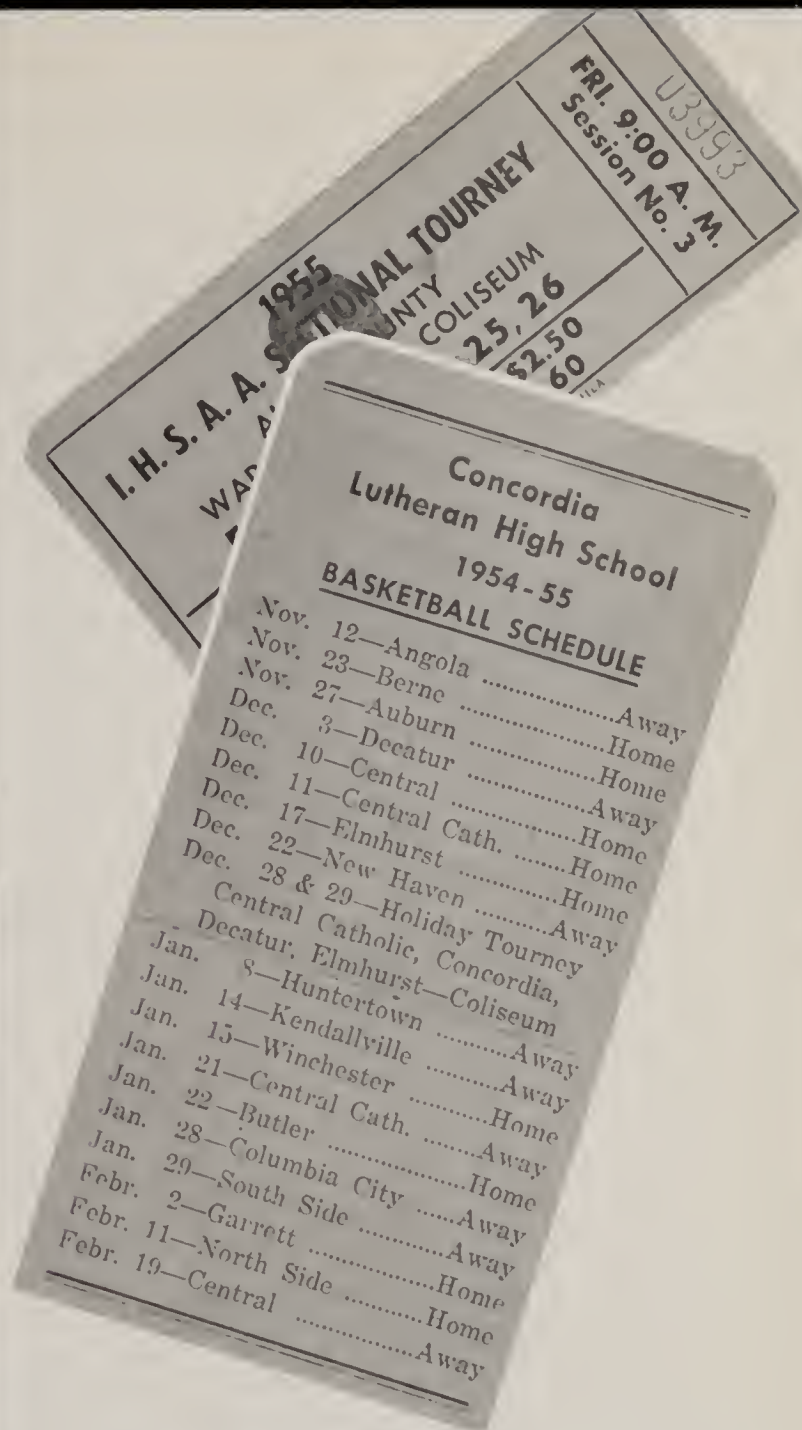 FRI. 9:00 A. M.
Session No. 3
U3993
1955
I. H. S. A. A. TIONAL TOURNEY
UNTY
COLISEUM
25, 26
$2.50
60
Concordia
Lutheran High School
1954-55
BASKETBALL SCHEDULE
Nov. 12—Angola ..................Away
Nov. 23—Berne ......................Home
Nov. 27—Auburn ................Home
Dec. 3—Decatur ................Away
Dec. 10—Central ................Home
Dec. 11—Central Cath. .......Home
Dec. 17—Elmhurst .............Home
Dec. 22—New Haven ..........Away
Dec. 28 & 29—Holiday Tourney
Central Catholic, Concordia,
Decatur, Elmhurst—Coliseum
Jan. 8—Huntertown ..........Away
Jan. 14—Kendallville ..........Away
Jan. 15—Winchester ...........Home
Jan. 21—Central Cath. ........Away
Jan. 22—Butler ..................Home
Jan. 28—Columbia City ......Away
Jan. 29—South Side ............Away
Febr. 2—Garrett .................Home
Febr. 11—North Side ...........Home
Febr. 19—Central ................Away